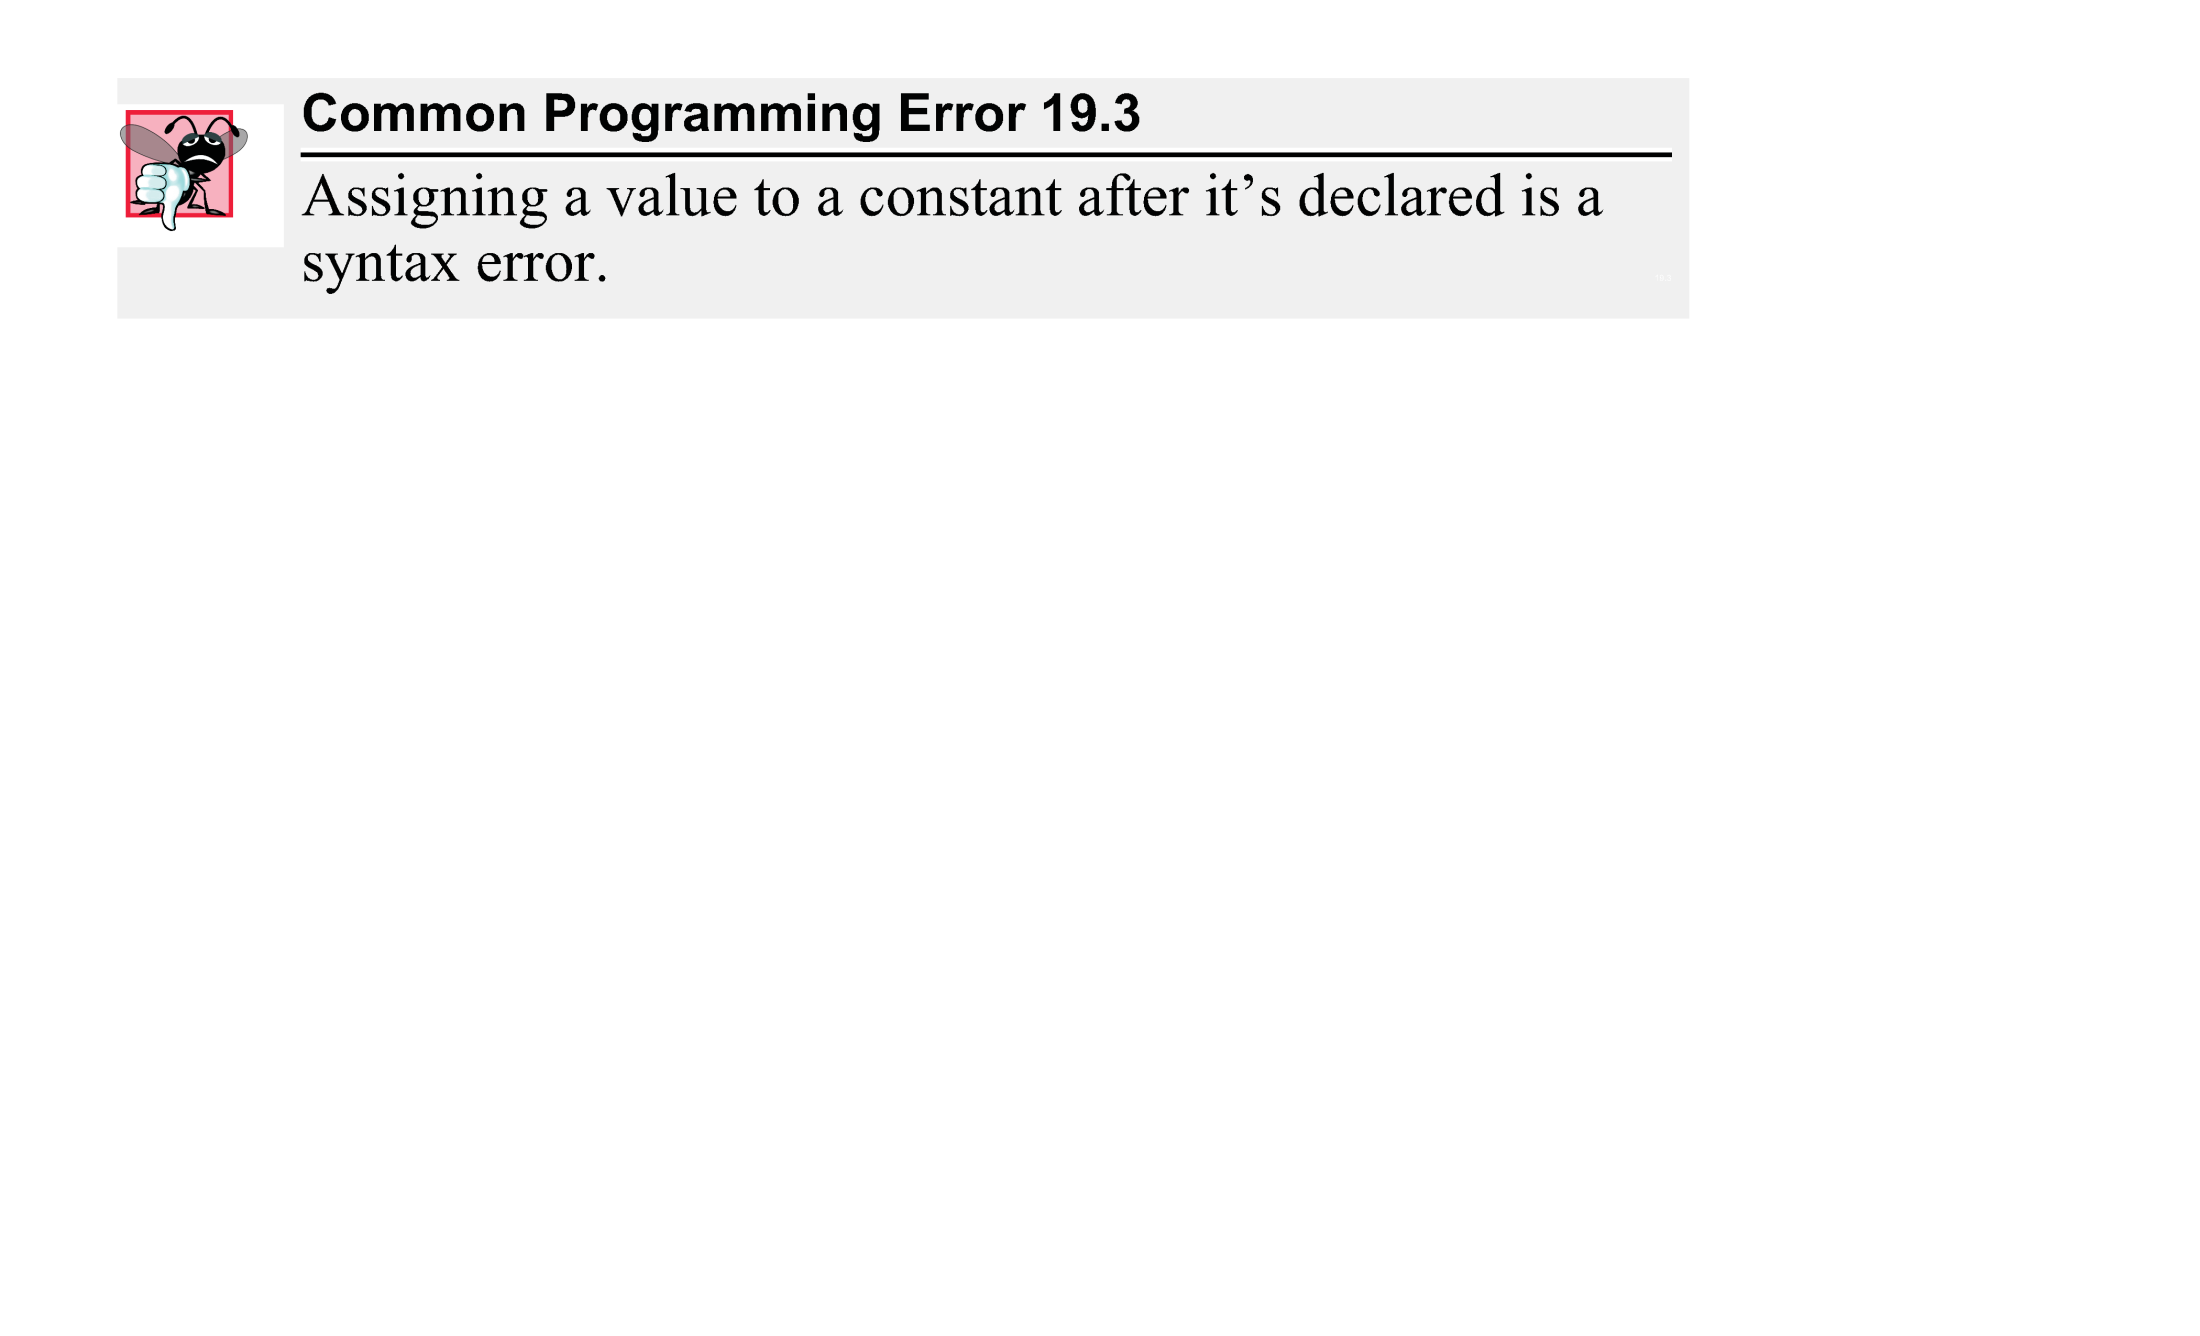 Common Programming Error 19.3
Assigning a value to a constant after it’s declared is a
syntax error.